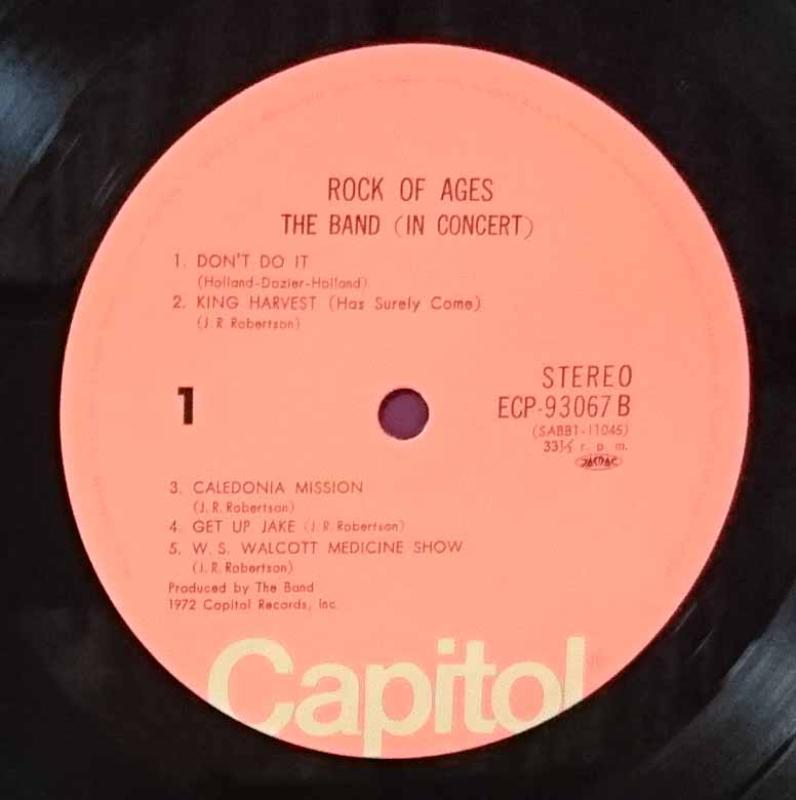 ROCK OF AGES
THE BAND (IN CONCERT)
1. DON'T DO IT
(Holland-Dozier-Holland)
2. KING HARVEST (Has Surely Come)
(J. R. Robertson)
1
STEREO
ECP-93067 B
(SABB1-11045)
33⅓ r. p. m.
JASRAC
3. CALEDONIA MISSION
(J. R. Robertson)
4. GET UP JAKE (J. R. Robertson)
5. W. S. WALCOTT MEDICINE SHOW
(J. R. Robertson)
Produced by The Band
1972 Capitol Records, Inc.
Capitol